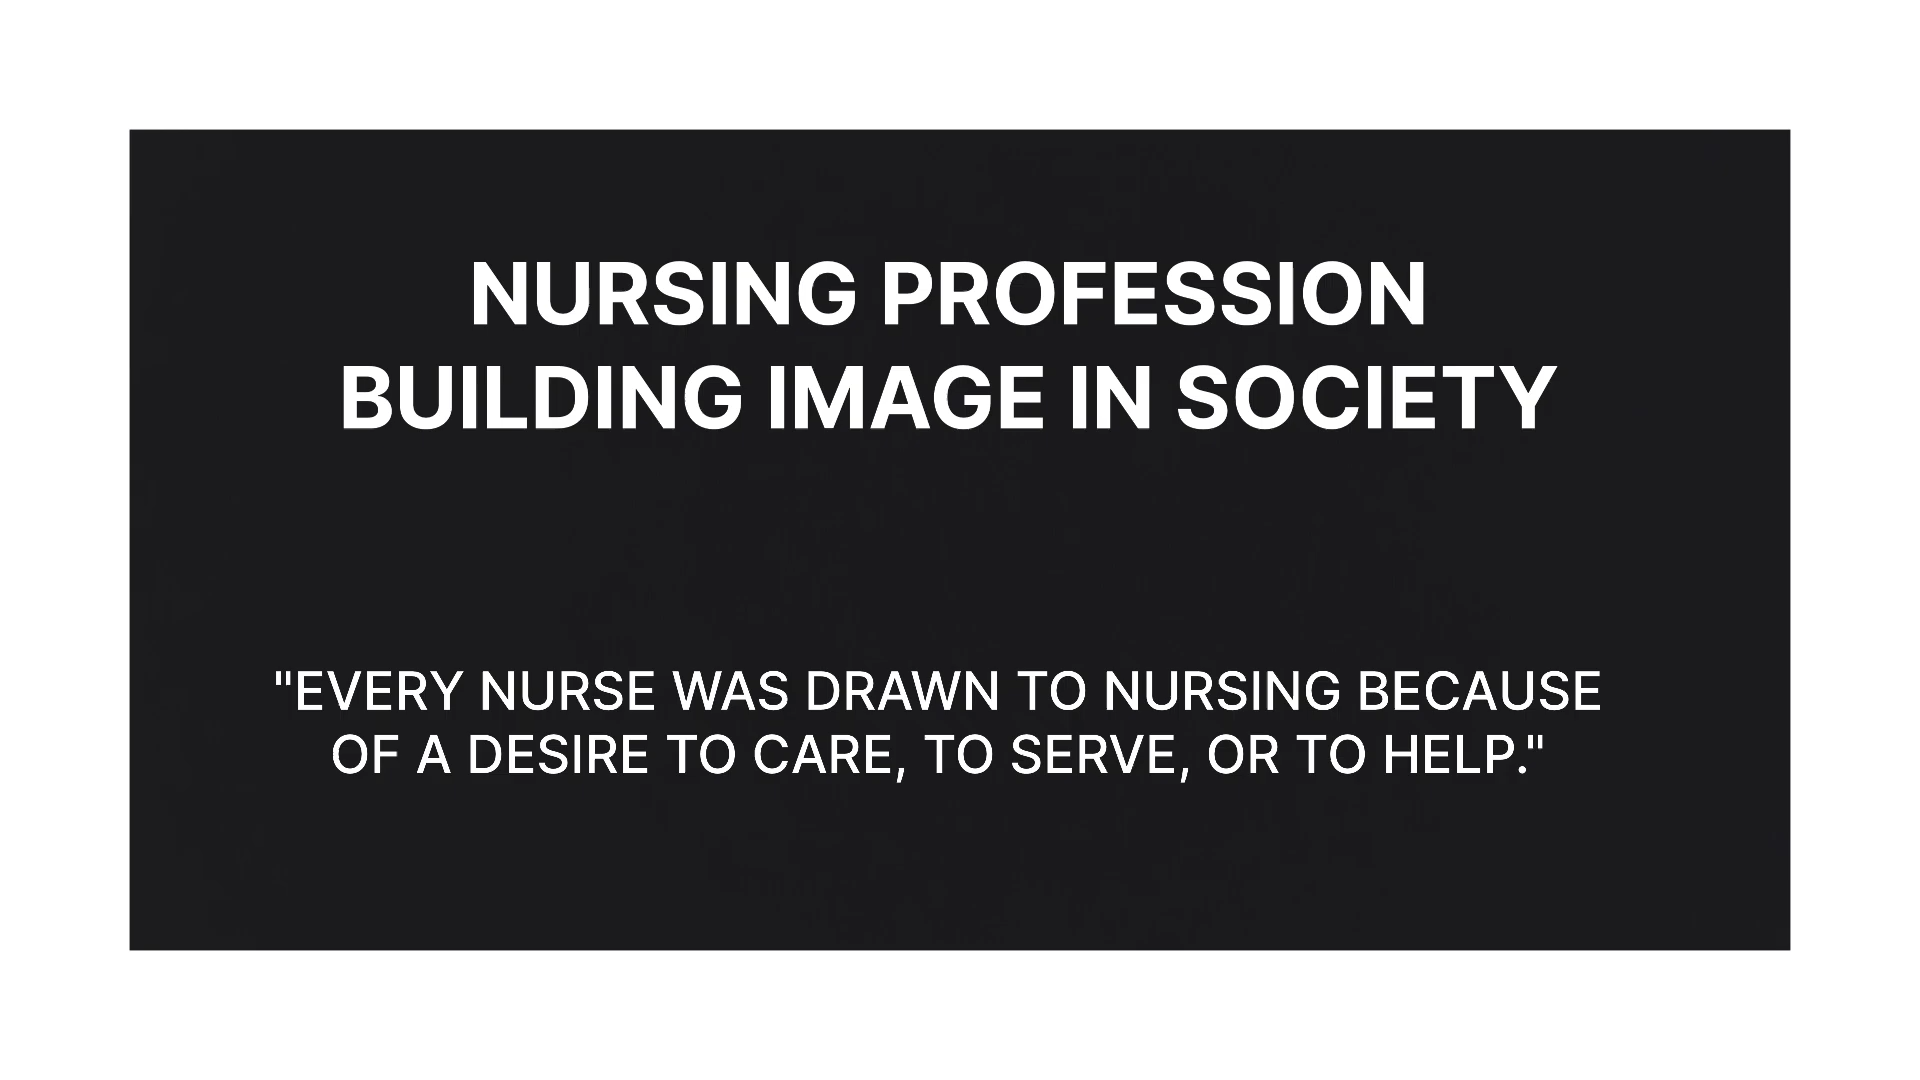 NURSING PROFESSION
BUILDING IMAGE IN SOCIETY
"EVERY NURSE WAS DRAWN TO NURSING BECAUSE
OF A DESIRE TO CARE, TO SERVE, OR TO HELP."